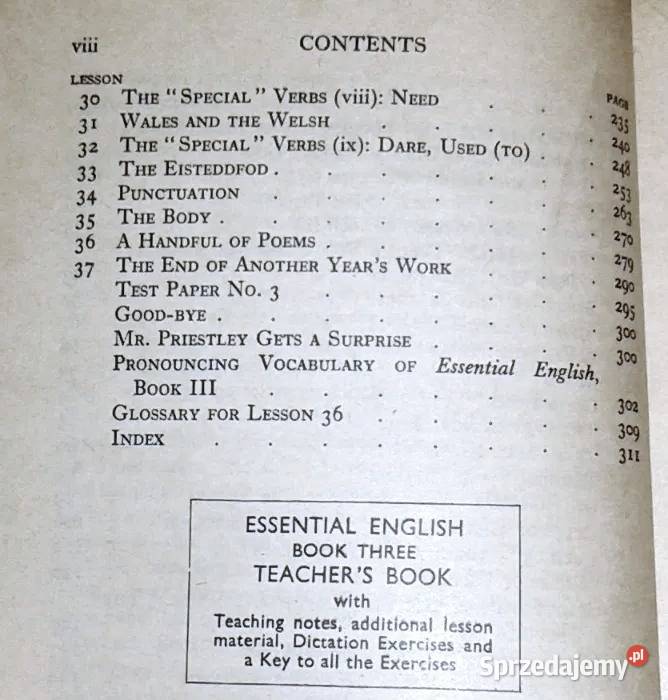 viii CONTENTS
LESSON PAGE
30 THE "SPECIAL" VERBS (viii): NEED . . . 235
31 WALES AND THE WELSH . . . . . 240
32 THE "SPECIAL" VERBS (ix): DARE, USED (TO) . . 248
33 THE EISTEDDFOD . . . . . . . 253
34 PUNCTUATION . . . . . . . 263
35 THE BODY . . . . . . . . 270
36 A HANDFUL OF POEMS . . . . . . 279
37 THE END OF ANOTHER YEAR'S WORK . . . 290
TEST PAPER NO. 3 . . . . . . 295
GOOD-BYE . . . . . . . . 300
MR. PRIESTLEY GETS A SURPRISE . . . . 300
PRONOUNCING VOCABULARY OF Essential English,
BOOK III . . . . . . . 302
GLOSSARY FOR LESSON 36 . . . . . 309
INDEX . . . . . . . . 311
ESSENTIAL ENGLISH
BOOK THREE
TEACHER'S BOOK
with
Teaching notes, additional lesson
material, Dictation Exercises and
a Key to all the Exercises
Sprzedajemy.pl